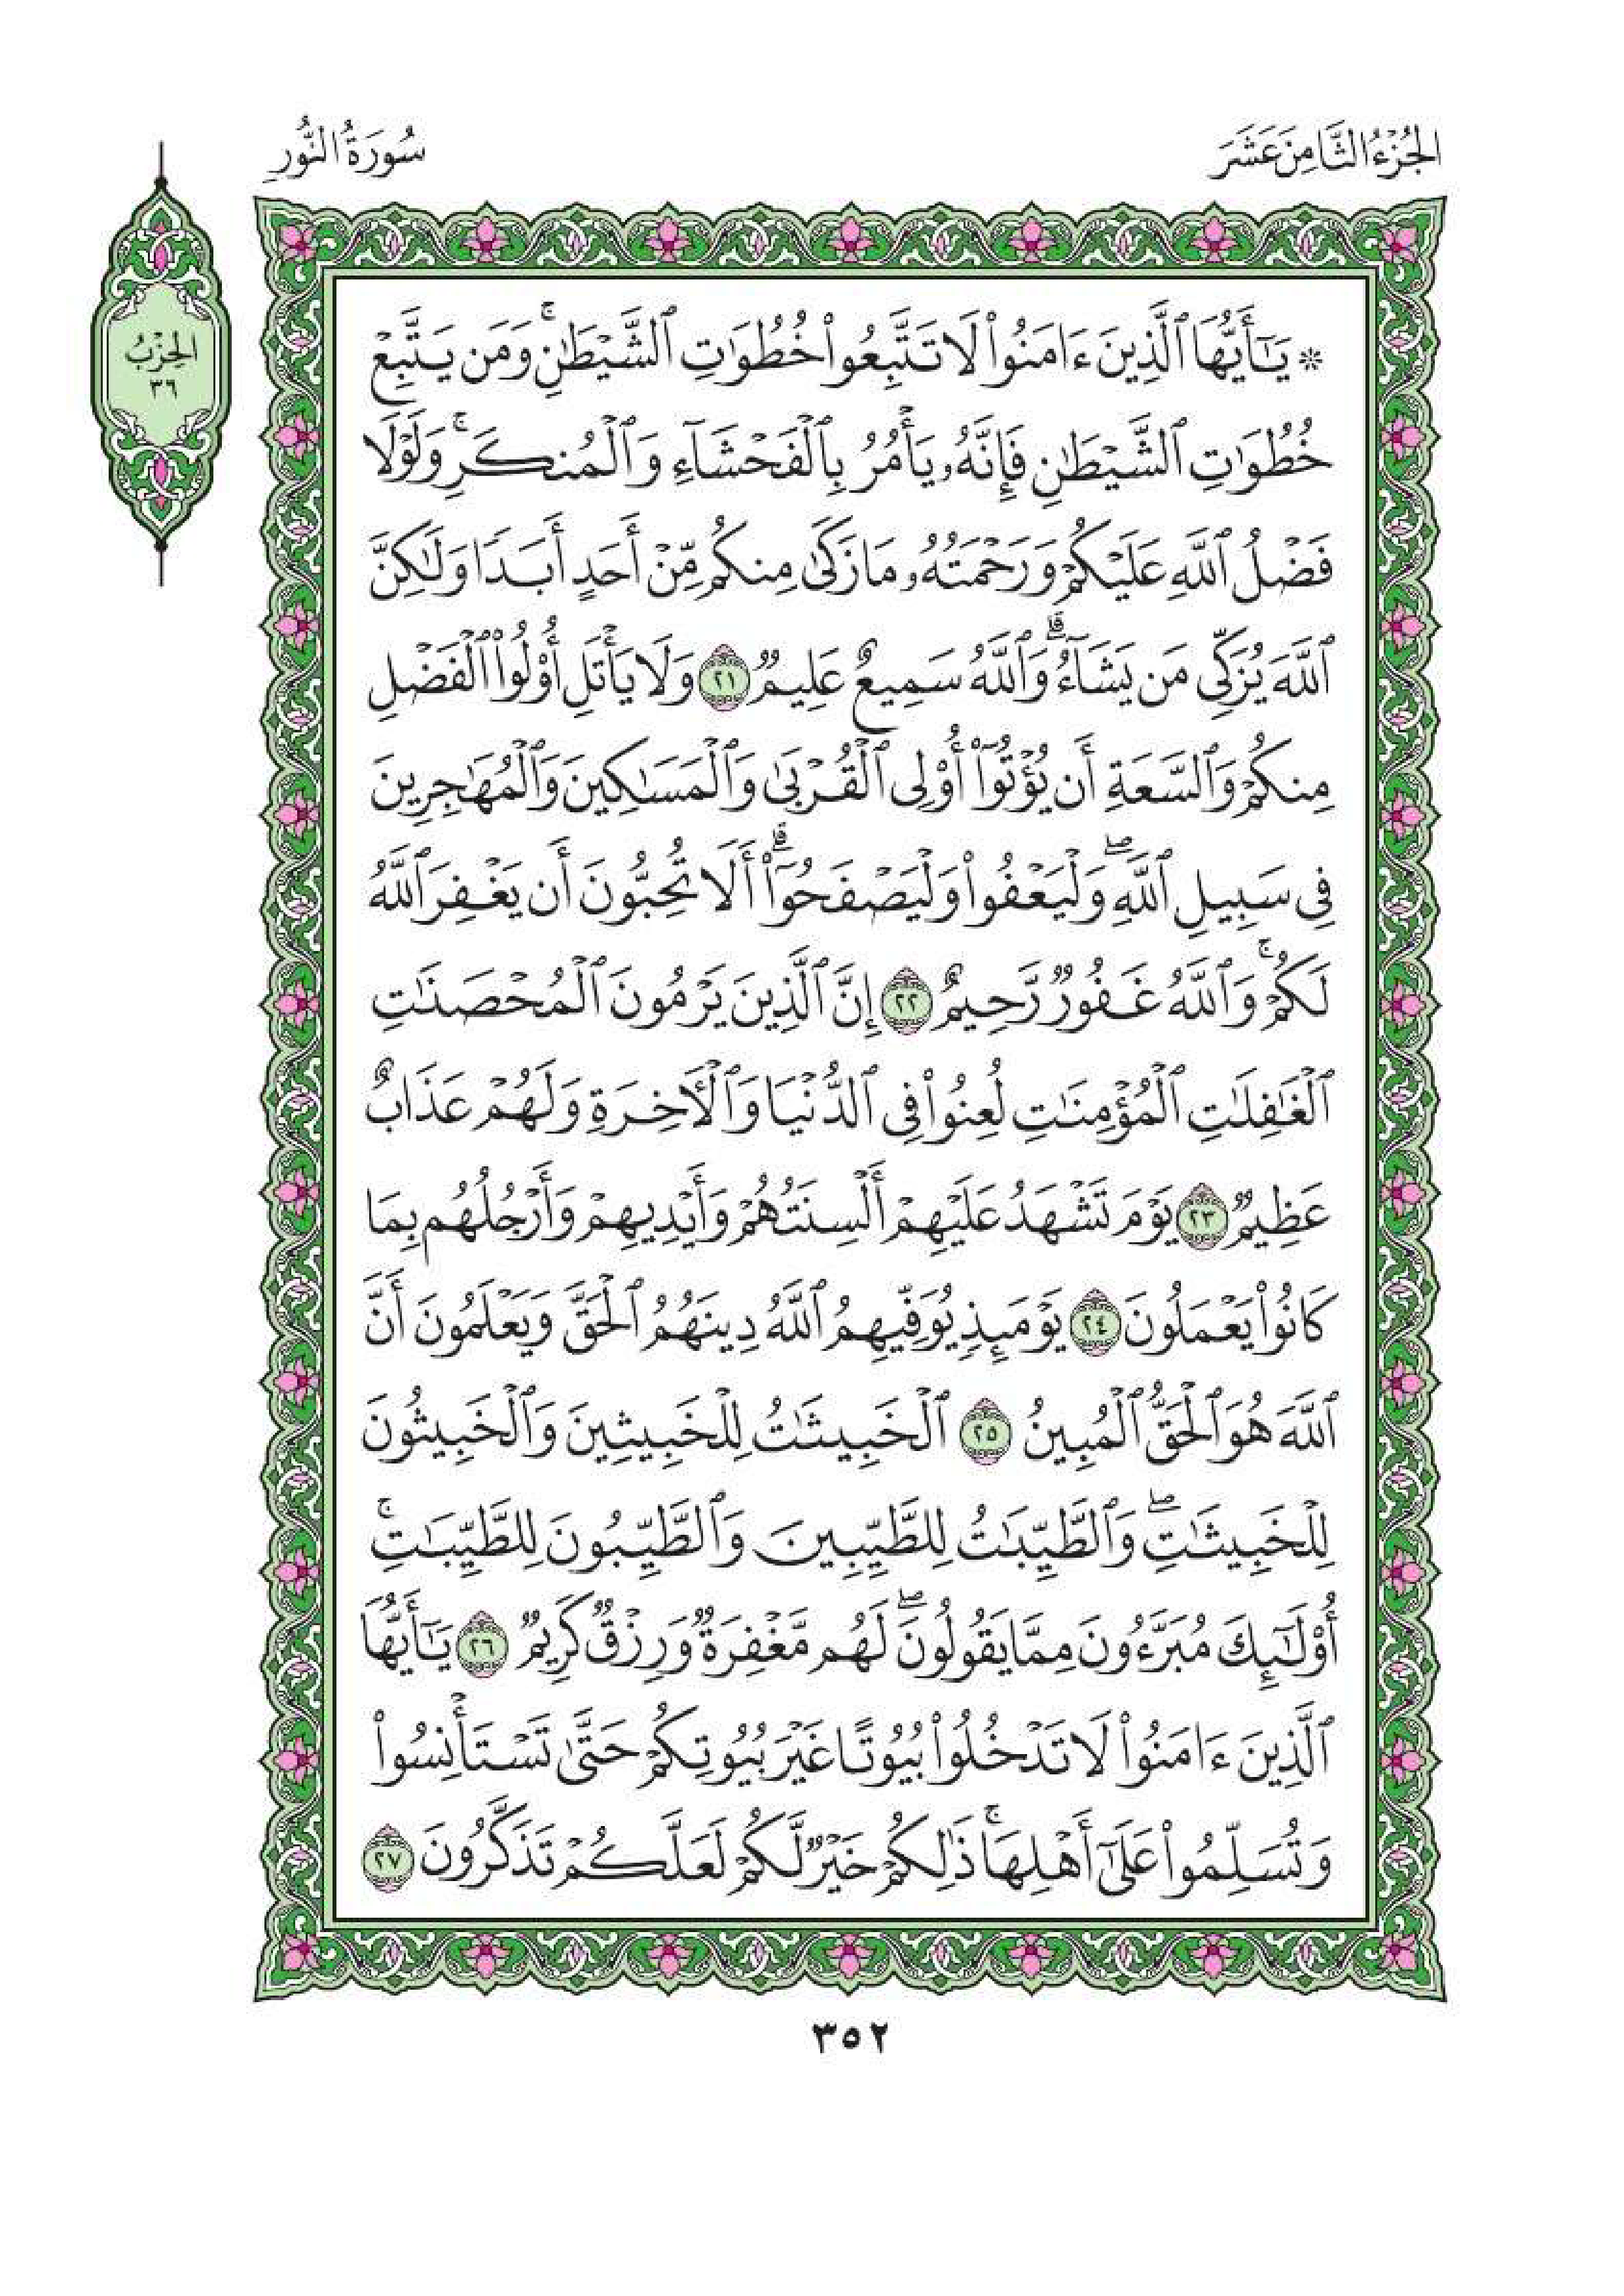 الجُزْءُ الثَّامِنَ عَشَرَ
سُورَةُ النُّورِ
الحِزْبُ
٣٦
۞ يَـٰٓأَيُّهَا ٱلَّذِينَ ءَامَنُوا۟ لَا تَتَّبِعُوا۟ خُطُوَٰتِ ٱلشَّيْطَـٰنِ ۚ وَمَن يَتَّبِعْ
خُطُوَٰتِ ٱلشَّيْطَـٰنِ فَإِنَّهُۥ يَأْمُرُ بِٱلْفَحْشَآءِ وَٱلْمُنكَرِ ۚ وَلَوْلَا
فَضْلُ ٱللَّهِ عَلَيْكُمْ وَرَحْمَتُهُۥ مَا زَكَىٰ مِنكُم مِّنْ أَحَدٍ أَبَدًا وَلَـٰكِنَّ
ٱللَّهَ يُزَكِّى مَن يَشَآءُ ۗ وَٱللَّهُ سَمِيعٌ عَلِيمٌ ٢١ وَلَا يَأْتَلِ أُو۟لُوا۟ ٱلْفَضْلِ
مِنكُمْ وَٱلسَّعَةِ أَن يُؤْتُوٓا۟ أُو۟لِى ٱلْقُرْبَىٰ وَٱلْمَسَـٰكِينَ وَٱلْمُهَـٰجِرِينَ
فِى سَبِيلِ ٱللَّهِ ۖ وَلْيَعْفُوا۟ وَلْيَصْفَحُوٓا۟ ۗ أَلَا تُحِبُّونَ أَن يَغْفِرَ ٱللَّهُ
لَكُمْ ۚ وَٱللَّهُ غَفُورٌ رَّحِيمٌ ٢٢ إِنَّ ٱلَّذِينَ يَرْمُونَ ٱلْمُحْصَنَـٰتِ
ٱلْغَـٰفِلَـٰتِ ٱلْمُؤْمِنَـٰتِ لُعِنُوا۟ فِى ٱلدُّنْيَا وَٱلْـَٔاخِرَةِ وَلَهُمْ عَذَابٌ
عَظِيمٌ ٢٣ يَوْمَ تَشْهَدُ عَلَيْهِمْ أَلْسِنَتُهُمْ وَأَيْدِيهِمْ وَأَرْجُلُهُم بِمَا
كَانُوا۟ يَعْمَلُونَ ٢٤ يَوْمَئِذٍ يُوَفِّيهِمُ ٱللَّهُ دِينَهُمُ ٱلْحَقَّ وَيَعْلَمُونَ أَنَّ
ٱللَّهَ هُوَ ٱلْحَقُّ ٱلْمُبِينُ ٢٥ ٱلْخَبِيثَـٰتُ لِلْخَبِيثِينَ وَٱلْخَبِيثُونَ
لِلْخَبِيثَـٰتِ ۖ وَٱلطَّيِّبَـٰتُ لِلطَّيِّبِينَ وَٱلطَّيِّبُونَ لِلطَّيِّبَـٰتِ ۚ
أُو۟لَـٰٓئِكَ مُبَرَّءُونَ مِمَّا يَقُولُونَ ۖ لَهُم مَّغْفِرَةٌ وَرِزْقٌ كَرِيمٌ ٢٦ يَـٰٓأَيُّهَا
ٱلَّذِينَ ءَامَنُوا۟ لَا تَدْخُلُوا۟ بُيُوتًا غَيْرَ بُيُوتِكُمْ حَتَّىٰ تَسْتَأْنِسُوا۟
وَتُسَلِّمُوا۟ عَلَىٰٓ أَهْلِهَا ۚ ذَٰلِكُمْ خَيْرٌ لَّكُمْ لَعَلَّكُمْ تَذَكَّرُونَ ٢٧
٣٥٢